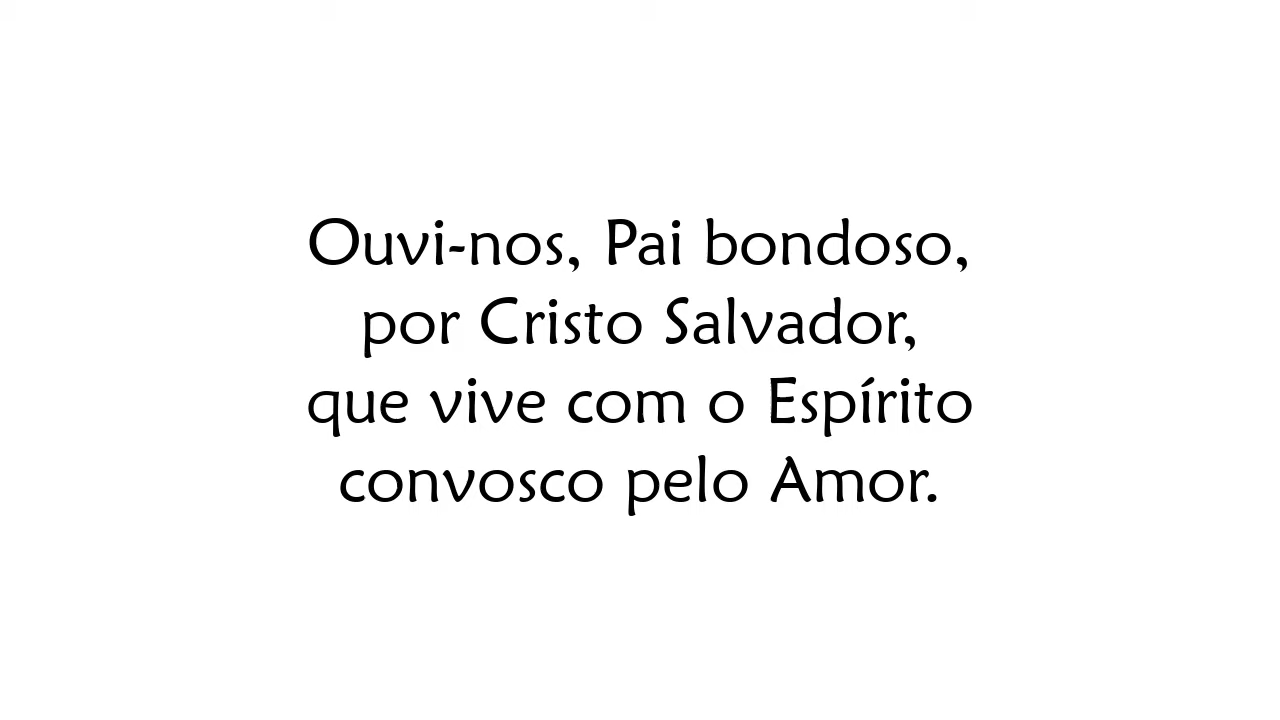 Ouvi-nos, Pai bondoso,
por Cristo Salvador,
que vive com o Espírito
convosco pelo Amor.